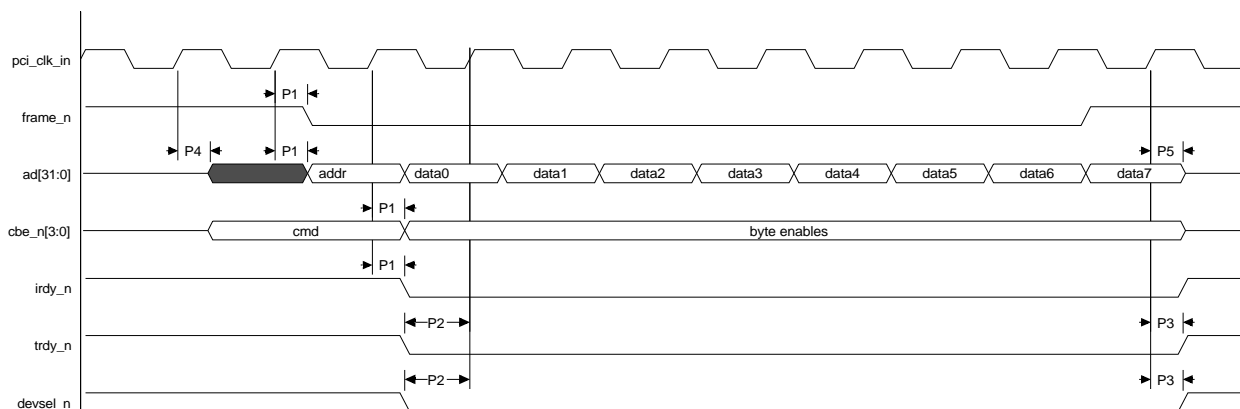 pci_clk_in
P1
frame_n
P4 P1 P5
ad[31:0] addr data0 data1 data2 data3 data4 data5 data6 data7
P1
cbe_n[3:0] cmd byte enables
P1
irdy_n
P2 P3
trdy_n
P2 P3
devsel_n